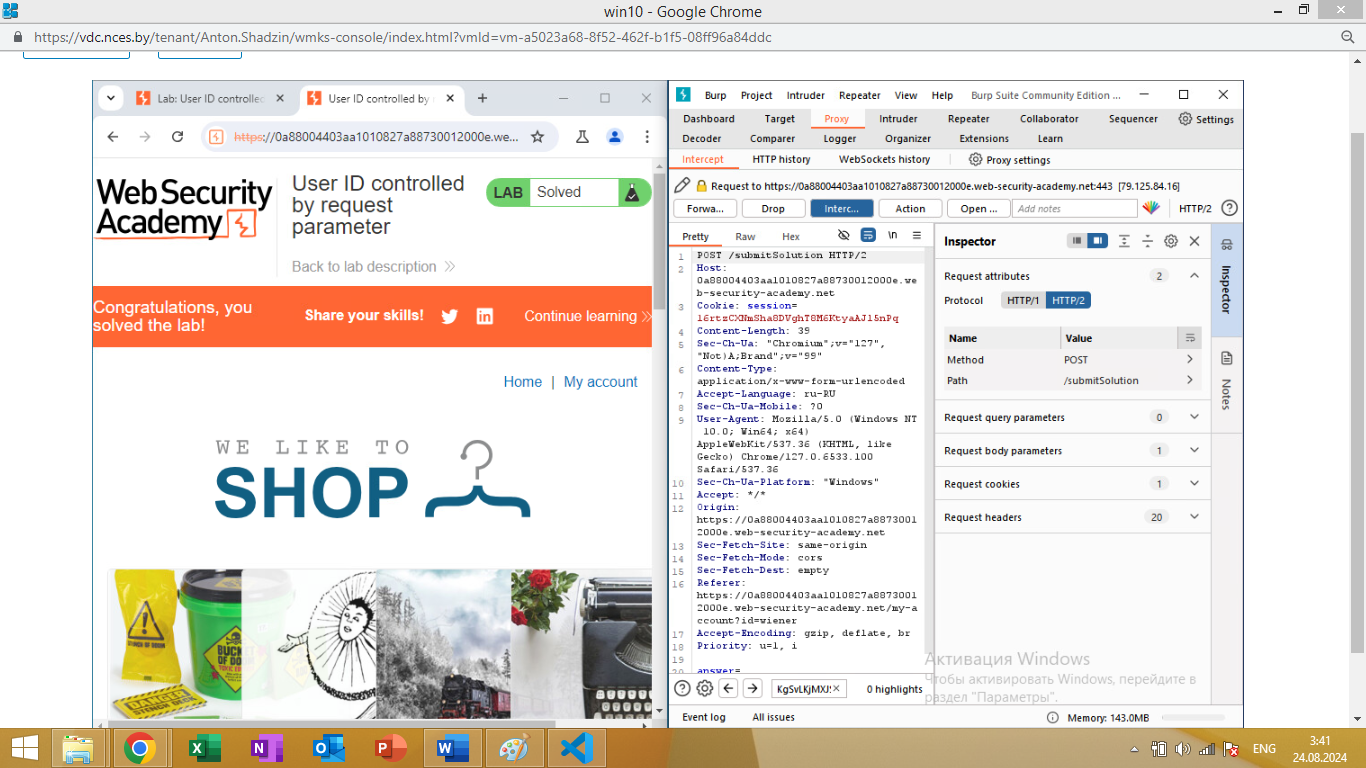 win10 - Google Chrome
https://vdc.nces.by/tenant/Anton.Shadzin/wmks-console/index.html?vmId=vm-a5023a68-8f52-462f-b1f5-08ff96a84ddc
Lab: User ID controlled
User ID controlled by
https://0a88004403aa1010827a88730012000e.we...
Web Security
Academy
User ID controlled
by request
parameter
LAB Solved
Back to lab description
Congratulations, you
solved the lab!
Share your skills!
Continue learning
Home | My account
WE LIKE TO
SHOP
Burp Project Intruder Repeater View Help Burp Suite Community Edition ...
Dashboard Target Proxy Intruder Repeater Collaborator Sequencer Settings
Decoder Comparer Logger Organizer Extensions Learn
Intercept HTTP history WebSockets history Proxy settings
Request to https://0a88004403aa1010827a88730012000e.web-security-academy.net:443 [79.125.84.16]
Forwa... Drop Interc... Action Open ... Add notes HTTP/2
Pretty Raw Hex \n
1 POST /submitSolution HTTP/2
2 Host:
0a88004403aa1010827a88730012000e.we
b-security-academy.net
3 Cookie: session=
16rtzCXNmSha8DVghT8M6KtyaAJ15nPq
4 Content-Length: 39
5 Sec-Ch-Ua: "Chromium";v="127",
"Not)A;Brand";v="99"
6 Content-Type:
application/x-www-form-urlencoded
7 Accept-Language: ru-RU
8 Sec-Ch-Ua-Mobile: ?0
9 User-Agent: Mozilla/5.0 (Windows NT
10.0; Win64; x64)
AppleWebKit/537.36 (KHTML, like
Gecko) Chrome/127.0.6533.100
Safari/537.36
10 Sec-Ch-Ua-Platform: "Windows"
11 Accept: */*
12 Origin:
https://0a88004403aa1010827a8873001
2000e.web-security-academy.net
13 Sec-Fetch-Site: same-origin
14 Sec-Fetch-Mode: cors
15 Sec-Fetch-Dest: empty
16 Referer:
https://0a88004403aa1010827a8873001
2000e.web-security-academy.net/my-a
ccount?id=wiener
17 Accept-Encoding: gzip, deflate, br
18 Priority: u=1, i
19
20 answer=
0 highlights
Inspector
Request attributes 2
Protocol HTTP/1 HTTP/2
Name Value
Method POST
Path /submitSolution
Request query parameters 0
Request body parameters 1
Request cookies 1
Request headers 20
Inspector
Notes
Активация Windows
Чтобы активировать Windows, перейдите в
раздел "Параметры".
Event log All issues Memory: 143.0MB
ENG
3:41
24.08.2024